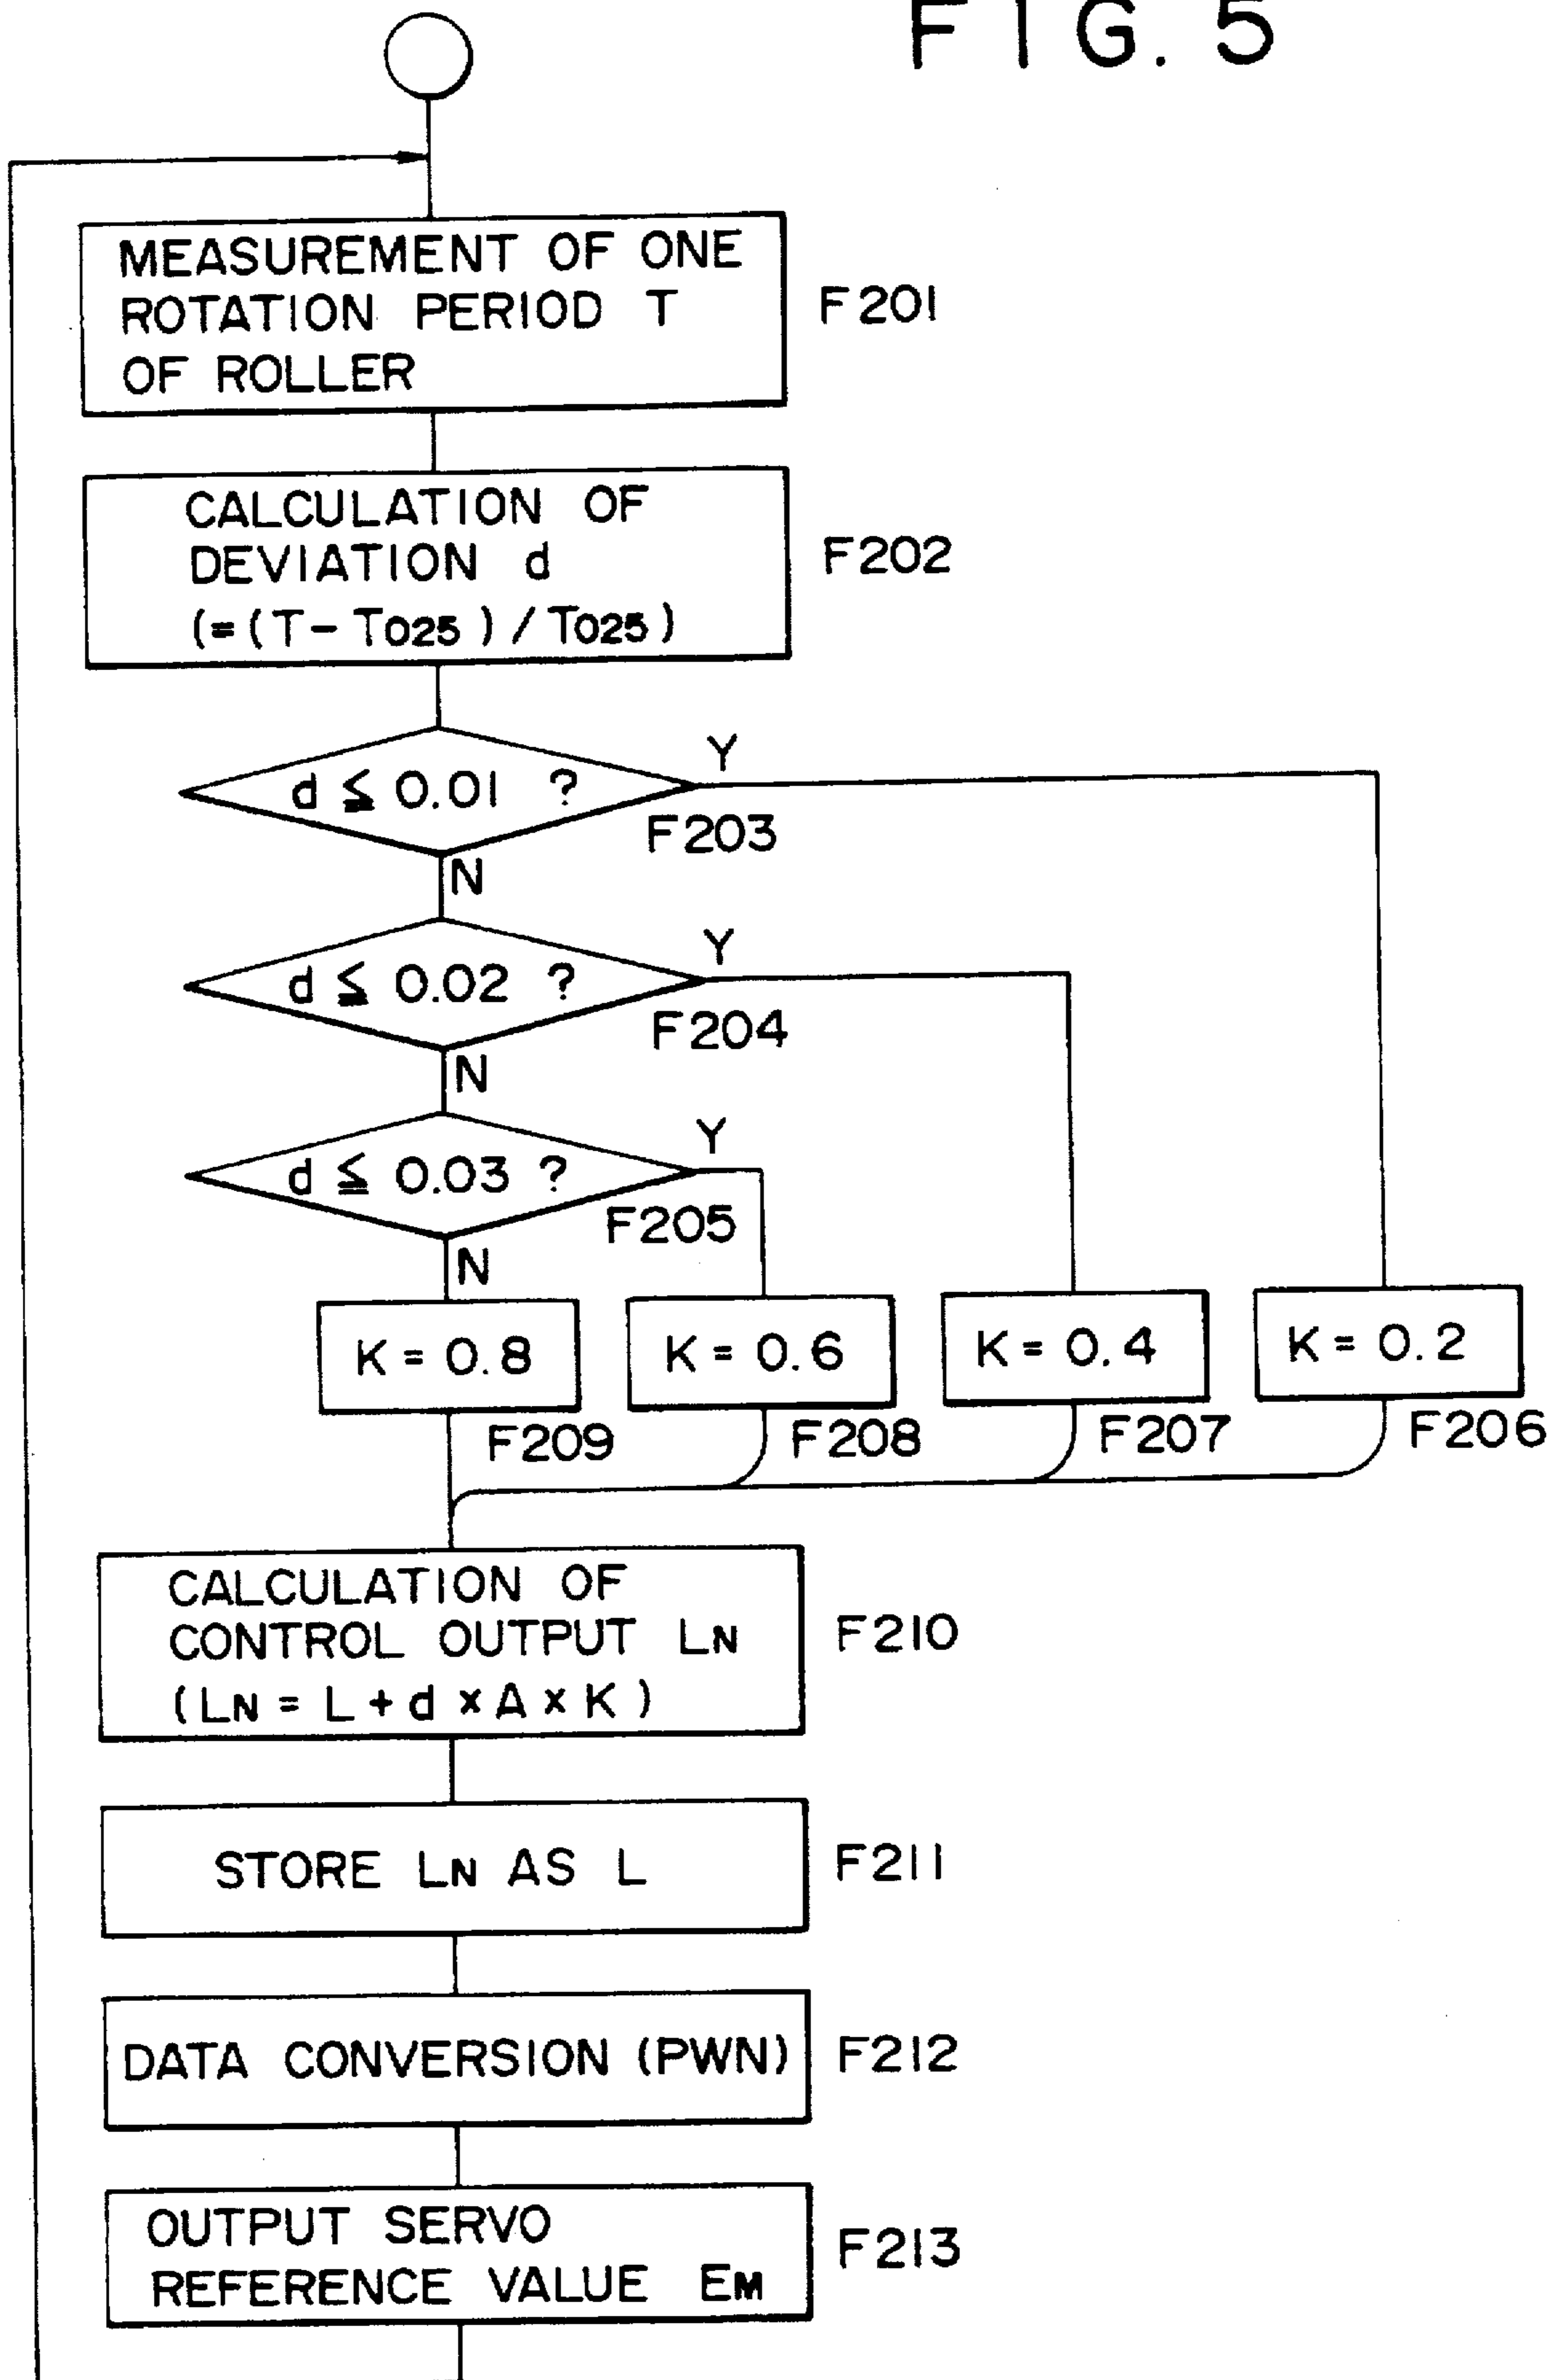 FIG. 5
MEASUREMENT OF ONE
ROTATION PERIOD T
OF ROLLER
F201
CALCULATION OF
DEVIATION d
(=(T-T025)/T025)
F202
d ≦ 0.01 ?
Y
F203
N
d ≦ 0.02 ?
Y
F204
N
d ≦ 0.03 ?
Y
F205
N
K = 0.8
K = 0.6
K = 0.4
K = 0.2
F209
F208
F207
F206
CALCULATION OF
CONTROL OUTPUT LN
(LN = L + d × A × K)
F210
STORE LN AS L
F211
DATA CONVERSION (PWN)
F212
OUTPUT SERVO
REFERENCE VALUE EM
F213